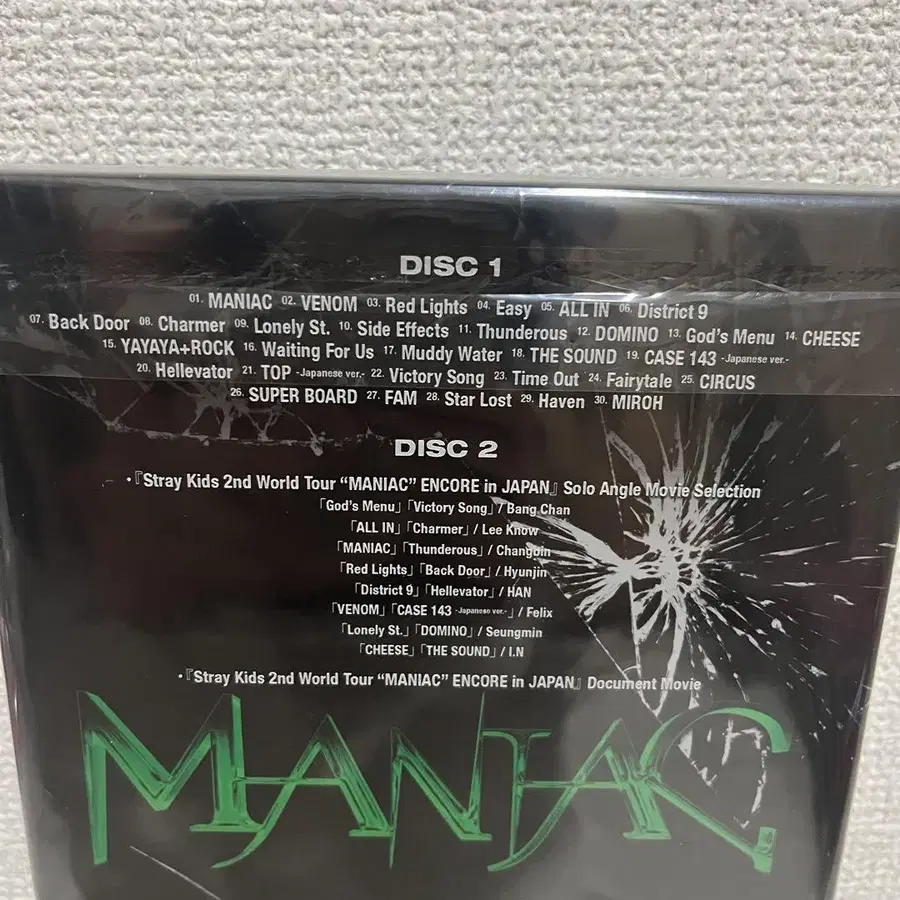 DISC 1
01. MANIAC 02. VENOM 03. Red Lights 04. Easy 05. ALL IN 06. District 9
07. Back Door 08. Charmer 09. Lonely St. 10. Side Effects 11. Thunderous 12. DOMINO 13. God's Menu 14. CHEESE
15. YAYAYA+ROCK 16. Waiting For Us 17. Muddy Water 18. THE SOUND 19. CASE 143 -Japanese ver.-
20. Hellevator 21. TOP -Japanese ver.- 22. Victory Song 23. Time Out 24. Fairytale 25. CIRCUS
26. SUPER BOARD 27. FAM 28. Star Lost 29. Haven 30. MIROH
DISC 2
・『Stray Kids 2nd World Tour “MANIAC” ENCORE in JAPAN』 Solo Angle Movie Selection
「God's Menu」「Victory Song」/ Bang Chan
「ALL IN」「Charmer」/ Lee Know
「MANIAC」「Thunderous」/ Changbin
「Red Lights」「Back Door」/ Hyunjin
「District 9」「Hellevator」/ HAN
「VENOM」「CASE 143 -Japanese ver.-」/ Felix
「Lonely St.」「DOMINO」/ Seungmin
「CHEESE」「THE SOUND」/ I.N
・『Stray Kids 2nd World Tour “MANIAC” ENCORE in JAPAN』 Document Movie
MANIAC